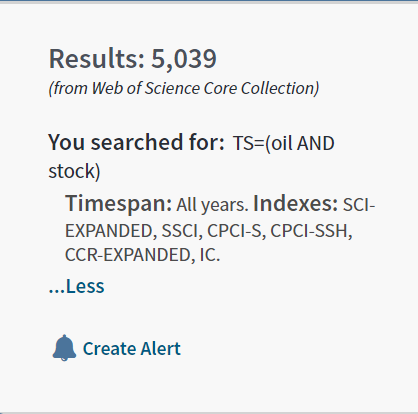 Results: 5,039
(from Web of Science Core Collection)
You searched for: TS=(oil AND
stock)
Timespan: All years. Indexes: SCI-
EXPANDED, SSCI, CPCI-S, CPCI-SSH,
CCR-EXPANDED, IC.
...Less
Create Alert